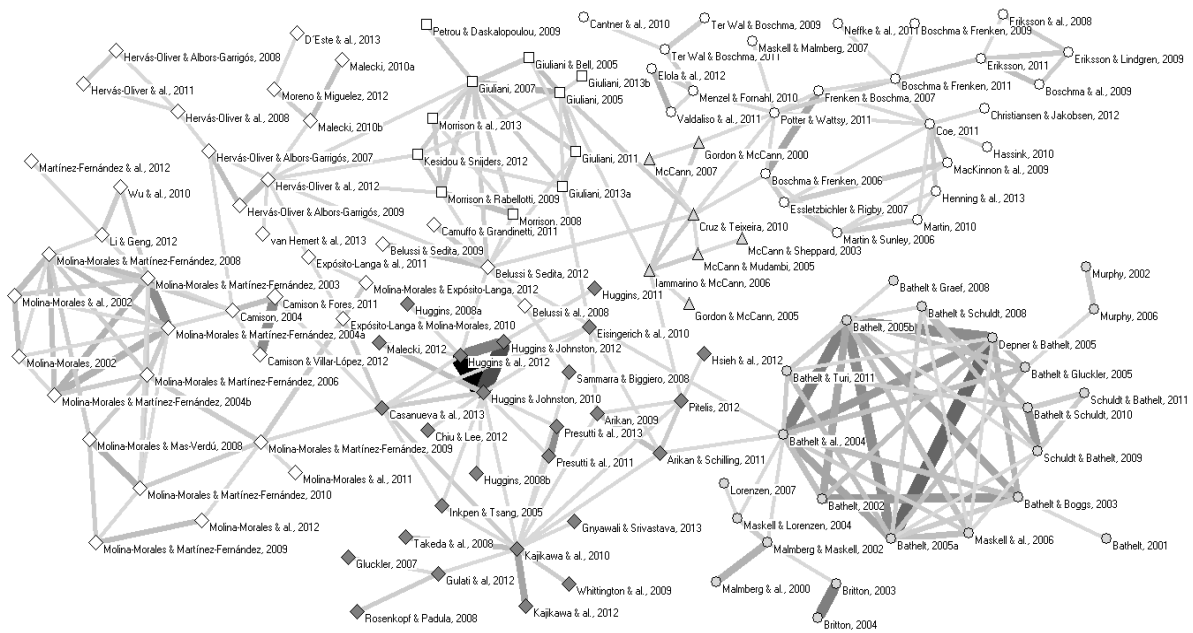 Petrou & Daskalopoulou, 2009
Cantner & al., 2010
Ter Wal & Boschma, 2009
Neffke & al., 2011
Boschma & Frenken, 2009
Friksson & al., 2008
D'Este & al., 2013
Maskell & Malmberg, 2007
Ter Wal & Boschma, 2011
Hervás-Oliver & Albors-Garrigós, 2008
Malecki, 2010a
Giuliani & Bell, 2005
Eriksson, 2011
Eriksson & Lindgren, 2009
Elola & al., 2012
Giuliani, 2013b
Giuliani, 2007
Boschma & Frenken, 2011
Boschma & al., 2009
Hervás-Oliver & al., 2011
Moreno & Miguelez, 2012
Giuliani, 2005
Menzel & Fornahl, 2010
Frenken & Boschma, 2007
Hervás-Oliver & al., 2008
Valdaliso & al., 2011
Potter & Wattsy, 2011
Christiansen & Jakobsen, 2012
Malecki, 2010b
Morrison & al., 2013
Coe, 2011
Hervás-Oliver & Albors-Garrigós, 2007
Kesidou & Snijders, 2012
Giuliani, 2011
Gordon & McCann, 2000
Hassink, 2010
Martínez-Fernández & al., 2012
McCann, 2007
MacKinnon & al., 2009
Hervás-Oliver & al., 2012
Boschma & Frenken, 2006
Wu & al., 2010
Giuliani, 2013a
Morrison & Rabellotti, 2009
Henning & al., 2013
Hervás-Oliver & Albors-Garrigós, 2009
Morrison, 2008
Essletzbichler & Rigby, 2007
Cruz & Teixeira, 2010
Martin, 2010
Camuffo & Grandinetti, 2011
van Hemert & al., 2013
Martin & Sunley, 2006
Li & Geng, 2012
Belussi & Sedita, 2009
McCann & Sheppard, 2003
Molina-Morales & Martínez-Fernández, 2008
Expósito-Langa & al., 2011
McCann & Mudambi, 2005
Belussi & Sedita, 2012
Iammarino & McCann, 2006
Murphy, 2002
Molina-Morales & Martínez-Fernández, 2003
Molina-Morales & Expósito-Langa, 2012
Huggins, 2011
Bathelt & Graef, 2008
Molina-Morales & al., 2002
Camison & Fores, 2011
Huggins, 2008a
Belussi & al., 2008
Gordon & McCann, 2005
Bathelt & Schuldt, 2008
Murphy, 2006
Camison, 2004
Expósito-Langa & Molina-Morales, 2010
Eisingerich & al., 2010
Bathelt, 2005b
Molina-Morales & Martínez-Fernández, 2004a
Malecki, 2012
Huggins & Johnston, 2012
Depner & Bathelt, 2005
Molina-Morales, 2002
Camison & Villar-López, 2012
Huggins & al., 2012
Hsieh & al., 2012
Bathelt & Gluckler, 2005
Molina-Morales & Martínez-Fernández, 2006
Sammarra & Biggiero, 2008
Bathelt & Turi, 2011
Molina-Morales & Martínez-Fernández, 2004b
Huggins & Johnston, 2010
Schuldt & Bathelt, 2011
Casanueva & al., 2013
Arikan, 2009
Pitelis, 2012
Bathelt & Schuldt, 2010
Chiu & Lee, 2012
Presutti & al., 2013
Bathelt & al., 2004
Molina-Morales & Mas-Verdú, 2008
Molina-Morales & Martínez-Fernández, 2009
Schuldt & Bathelt, 2009
Presutti & al., 2011
Arikan & Schilling, 2011
Molina-Morales & al., 2011
Huggins, 2008b
Lorenzen, 2007
Molina-Morales & Martínez-Fernández, 2010
Bathelt, 2002
Bathelt & Boggs, 2003
Inkpen & Tsang, 2005
Molina-Morales & al., 2012
Gnyawali & Srivastava, 2013
Maskell & Lorenzen, 2004
Maskell & al., 2006
Takeda & al., 2008
Bathelt, 2005a
Bathelt, 2001
Molina-Morales & Martínez-Fernández, 2009
Kajikawa & al., 2010
Malmberg & Maskell, 2002
Gluckler, 2007
Gulati & al, 2012
Whittington & al., 2009
Malmberg & al., 2000
Britton, 2003
Rosenkopf & Padula, 2008
Kajikawa & al., 2012
Britton, 2004